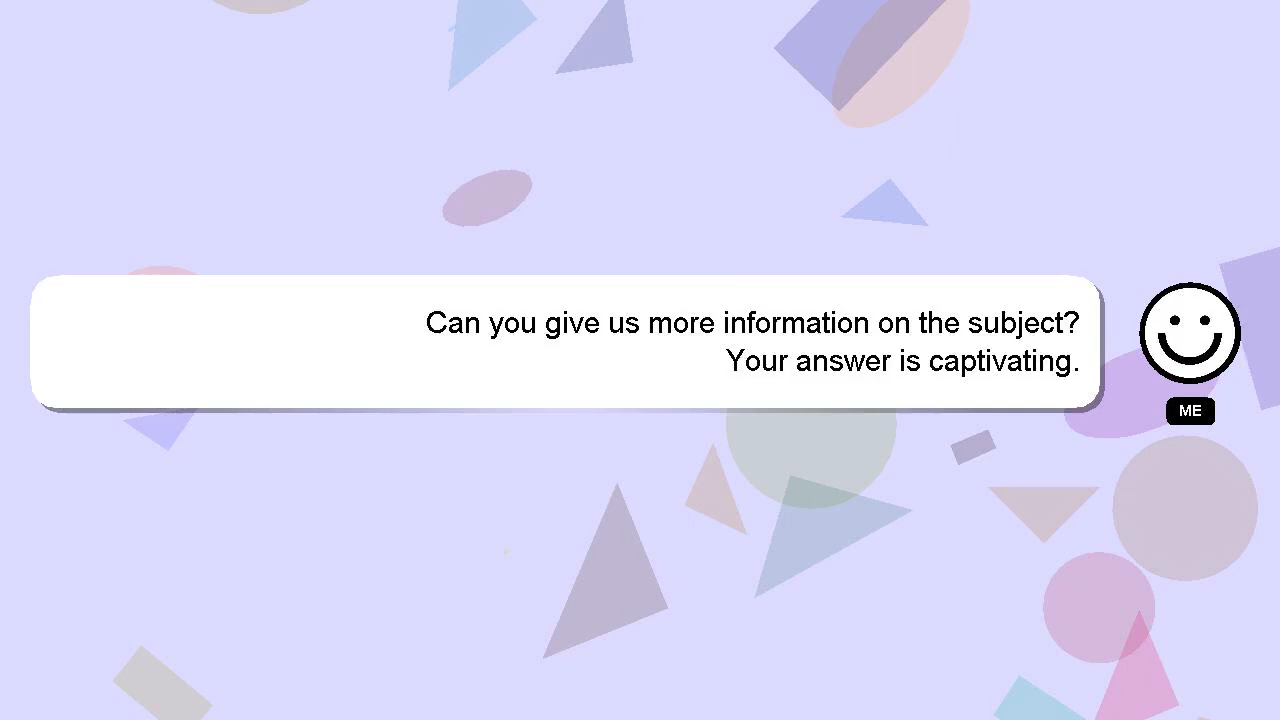 Can you give us more information on the subject?
Your answer is captivating.
ME